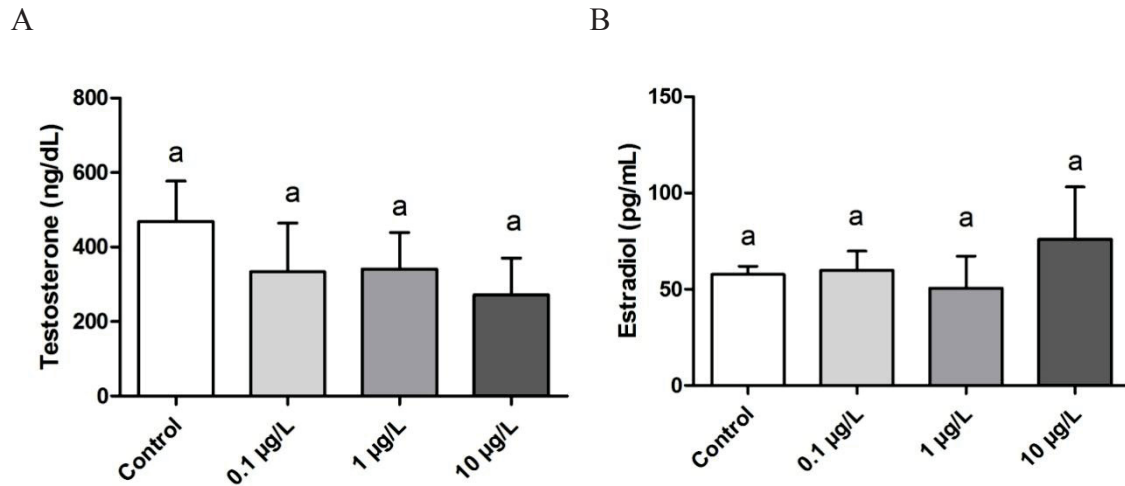 A
B
Testosterone (ng/dL)
800
600
400
200
0
a
a
a
a
Control
0.1 µg/L
1 µg/L
10 µg/L
Estradiol (pg/mL)
150
100
50
0
a
a
a
a
Control
0.1 µg/L
1 µg/L
10 µg/L